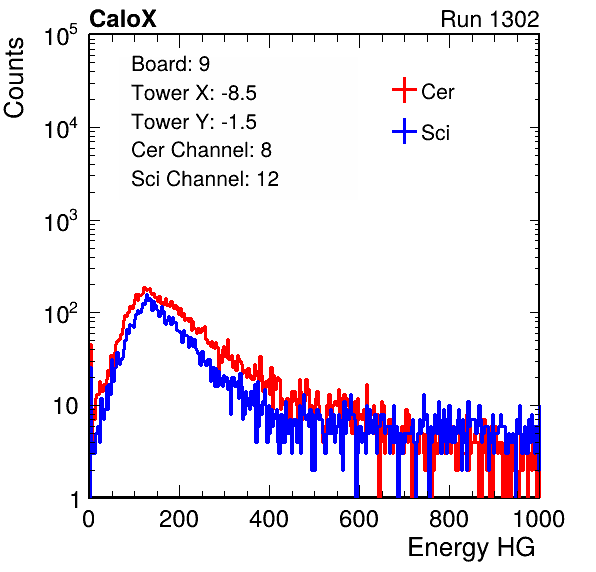 CaloX Run 1302
Counts
Board: 9
Tower X: -8.5
Tower Y: -1.5
Cer Channel: 8
Sci Channel: 12
Cer
Sci
10^5
10^4
10^3
10^2
10
1
0 200 400 600 800 1000
Energy HG